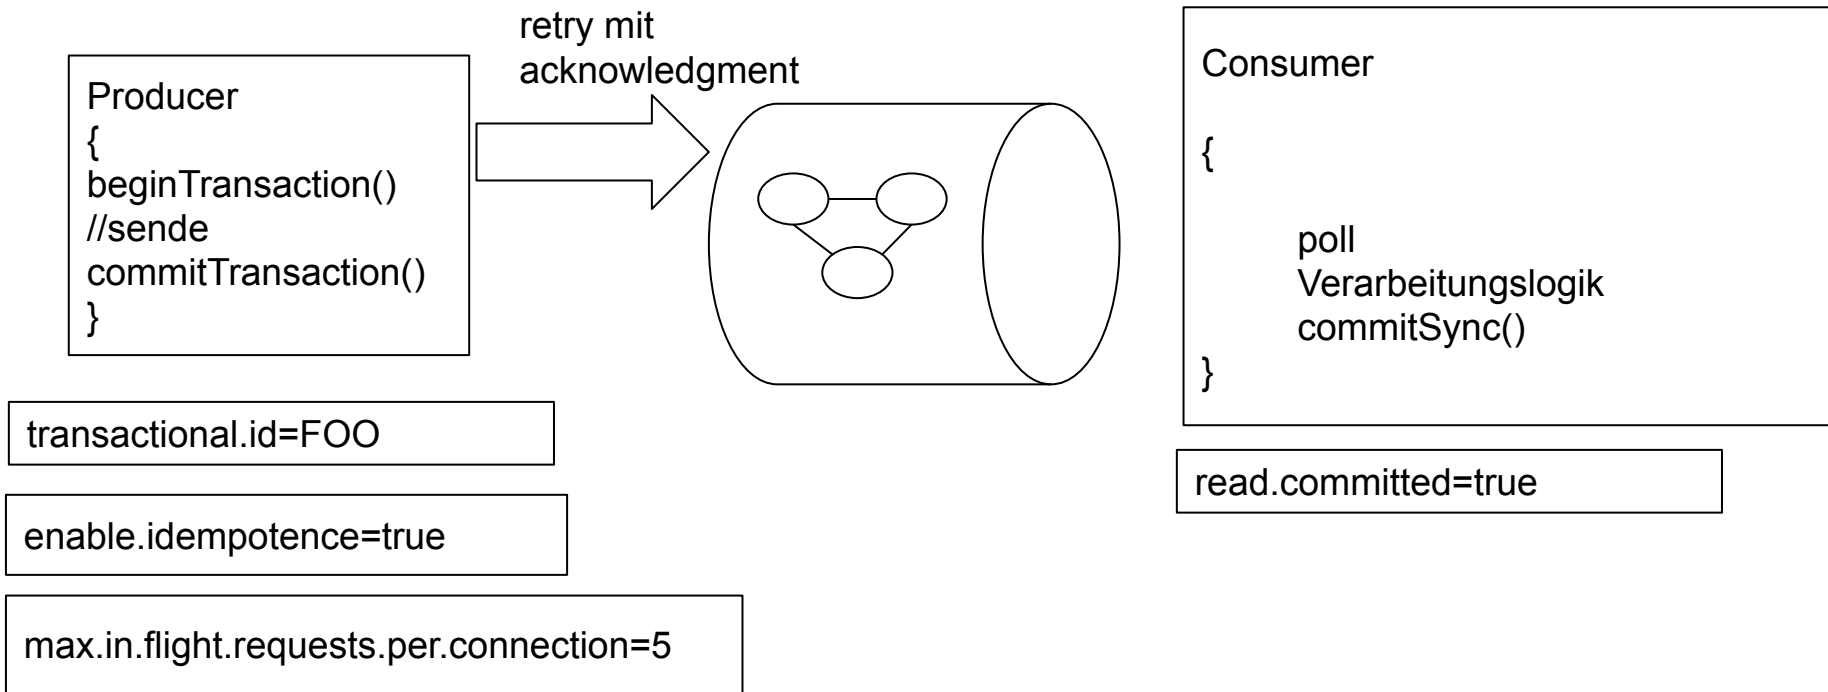 retry mit
acknowledgment
Producer
{
beginTransaction()
//sende
commitTransaction()
}
Consumer
{
poll
Verarbeitungslogik
commitSync()
}
transactional.id=FOO
enable.idempotence=true
max.in.flight.requests.per.connection=5
read.committed=true